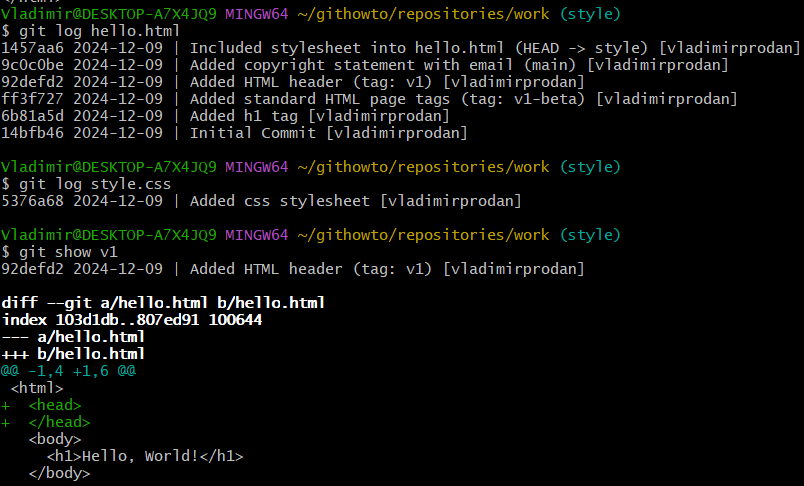 </html>
Vladimir@DESKTOP-A7X4JQ9 MINGW64 ~/githowto/repositories/work (style)
$ git log hello.html
1457aa6 2024-12-09 | Included stylesheet into hello.html (HEAD -> style) [vladimirprodan]
9c0c0be 2024-12-09 | Added copyright statement with email (main) [vladimirprodan]
92defd2 2024-12-09 | Added HTML header (tag: v1) [vladimirprodan]
ff3f727 2024-12-09 | Added standard HTML page tags (tag: v1-beta) [vladimirprodan]
6b81a5d 2024-12-09 | Added h1 tag [vladimirprodan]
14bfb46 2024-12-09 | Initial Commit [vladimirprodan]
Vladimir@DESKTOP-A7X4JQ9 MINGW64 ~/githowto/repositories/work (style)
$ git log style.css
5376a68 2024-12-09 | Added css stylesheet [vladimirprodan]
Vladimir@DESKTOP-A7X4JQ9 MINGW64 ~/githowto/repositories/work (style)
$ git show v1
92defd2 2024-12-09 | Added HTML header (tag: v1) [vladimirprodan]
diff --git a/hello.html b/hello.html
index 103d1db..807ed91 100644
--- a/hello.html
+++ b/hello.html
@@ -1,4 +1,6 @@
 <html>
+  <head>
+  </head>
   <body>
     <h1>Hello, World!</h1>
   </body>